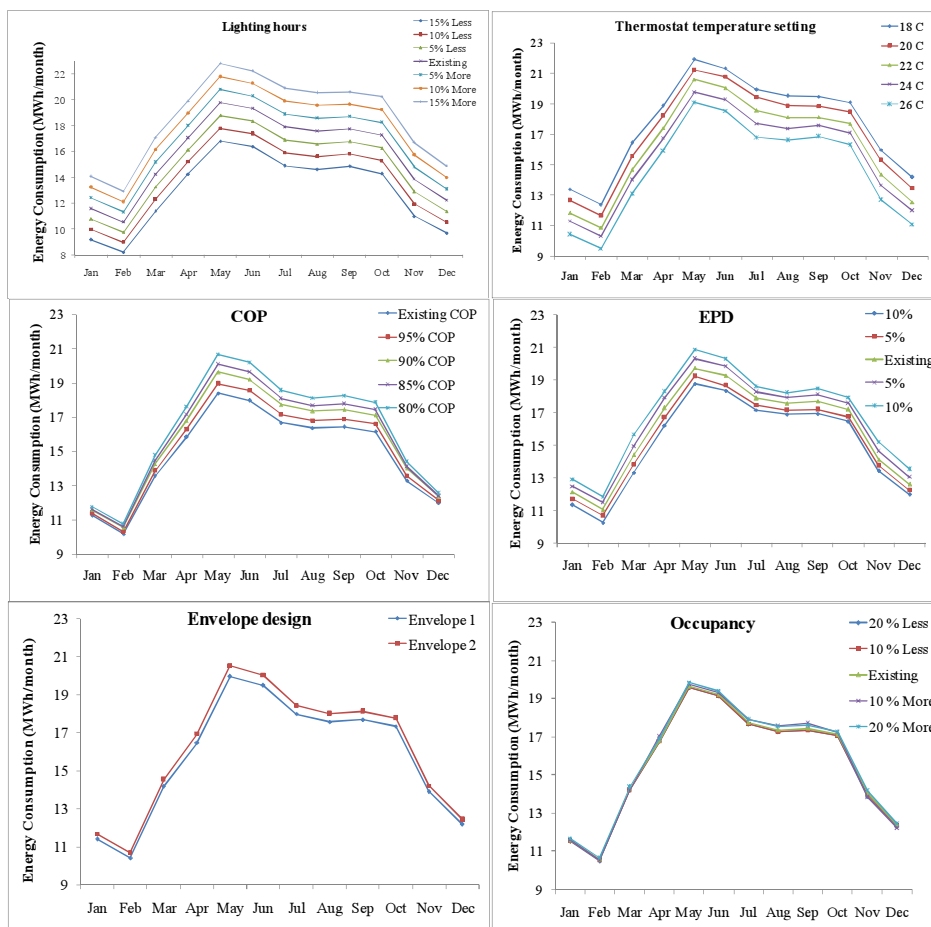 Lighting hours
15% Less
10% Less
5% Less
Existing
5% More
10% More
15% More
Energy Consumption (MWh/month)
22
20
18
16
14
12
10
8
Jan Feb Mar Apr May Jun Jul Aug Sep Oct Nov Dec
Thermostat temperature setting
18 C
20 C
22 C
24 C
26 C
Energy Consumption (MWh/month)
23
21
19
17
15
13
11
9
Jan Feb Mar Apr May Jun Jul Aug Sep Oct Nov Dec
COP
Existing COP
95% COP
90% COP
85% COP
80% COP
Energy Consumption (MWh/month)
23
21
19
17
15
13
11
9
Jan Feb Mar Apr May Jun Jul Aug Sep Oct Nov Dec
EPD
10%
5%
Existing
5%
10%
Energy Consumption (MWh/month)
23
21
19
17
15
13
11
9
Jan Feb Mar Apr May Jun Jul Aug Sep Oct Nov Dec
Envelope design
Envelope 1
Envelope 2
Energy Consumption (MWh/month)
23
21
19
17
15
13
11
9
Jan Feb Mar Apr May Jun Jul Aug Sep Oct Nov Dec
Occupancy
20 % Less
10 % Less
Existing
10 % More
20 % More
Energy Consumption (MWh/month)
23
21
19
17
15
13
11
9
Jan Feb Mar Apr May Jun Jul Aug Sep Oct Nov Dec